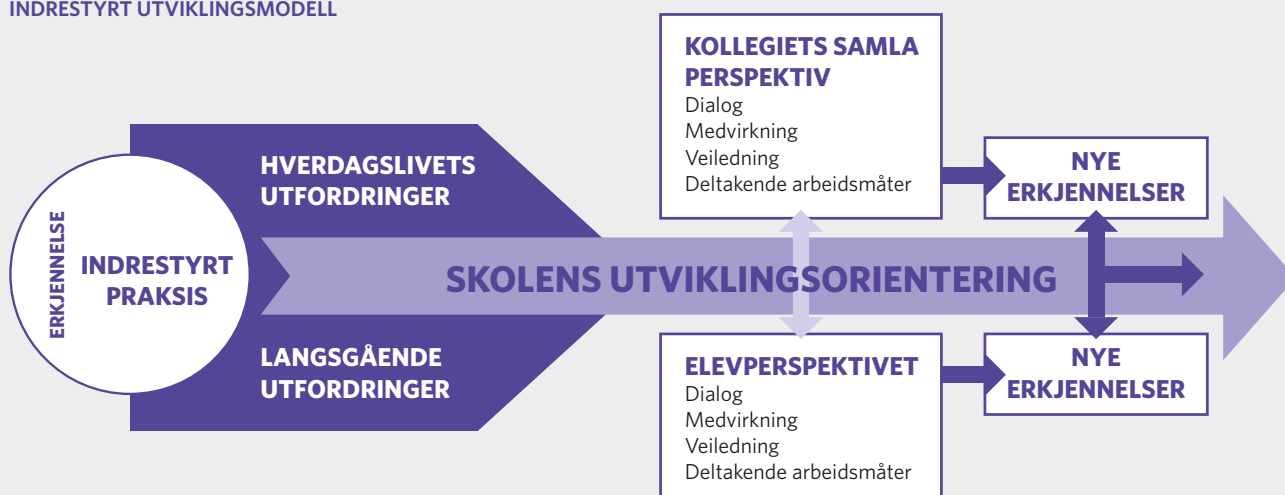 INDRESTYRT UTVIKLINGSMODELL
ERKJENNELSE
INDRESTYRT
PRAKSIS
HVERDAGSLIVETS
UTFORDRINGER
LANGSGÅENDE
UTFORDRINGER
SKOLENS UTVIKLINGSORIENTERING
KOLLEGIETS SAMLA
PERSPEKTIV
Dialog
Medvirkning
Veiledning
Deltakende arbeidsmåter
NYE
ERKJENNELSER
ELEVPERSPEKTIVET
Dialog
Medvirkning
Veiledning
Deltakende arbeidsmåter
NYE
ERKJENNELSER